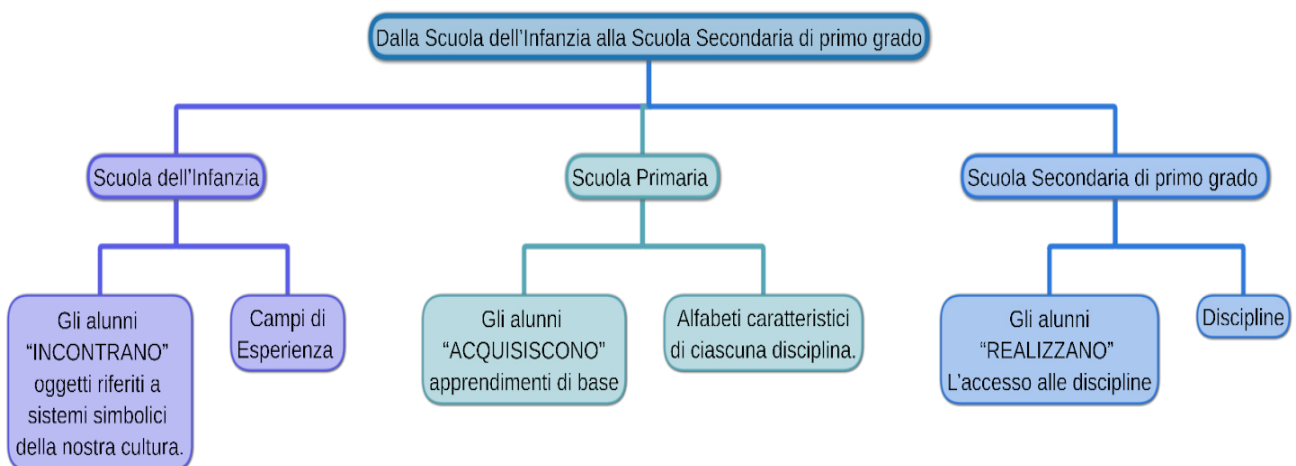 Dalla Scuola dell'Infanzia alla Scuola Secondaria di primo grado
Scuola dell'Infanzia
Scuola Primaria
Scuola Secondaria di primo grado
Gli alunni
“INCONTRANO”
oggetti riferiti a
sistemi simbolici
della nostra cultura.
Campi di
Esperienza
Gli alunni
“ACQUISISCONO”
apprendimenti di base
Alfabeti caratteristici
di ciascuna disciplina.
Gli alunni
“REALIZZANO”
L'accesso alle discipline
Discipline